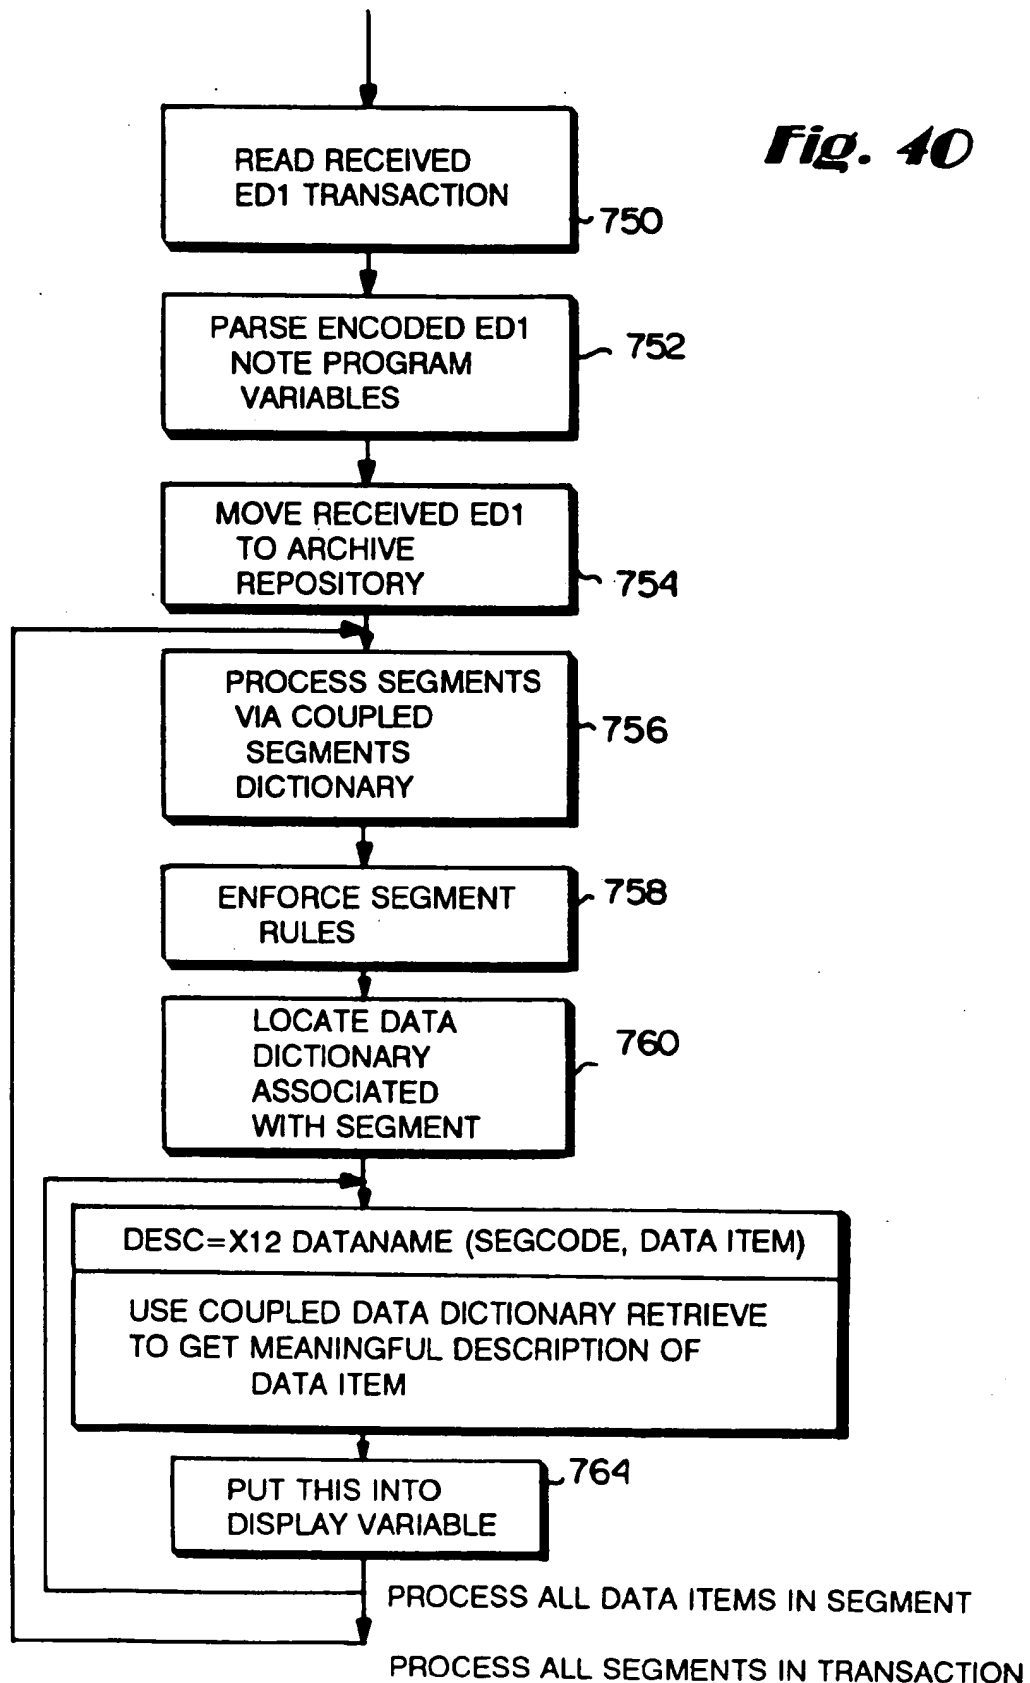 Fig. 40
READ RECEIVED
ED1 TRANSACTION
750
PARSE ENCODED ED1
NOTE PROGRAM
VARIABLES
752
MOVE RECEIVED ED1
TO ARCHIVE
REPOSITORY
754
PROCESS SEGMENTS
VIA COUPLED
SEGMENTS
DICTIONARY
756
ENFORCE SEGMENT
RULES
758
LOCATE DATA
DICTIONARY
ASSOCIATED
WITH SEGMENT
760
DESC=X12 DATANAME (SEGCODE, DATA ITEM)
USE COUPLED DATA DICTIONARY RETRIEVE
TO GET MEANINGFUL DESCRIPTION OF
DATA ITEM
PUT THIS INTO
DISPLAY VARIABLE
764
PROCESS ALL DATA ITEMS IN SEGMENT
PROCESS ALL SEGMENTS IN TRANSACTION